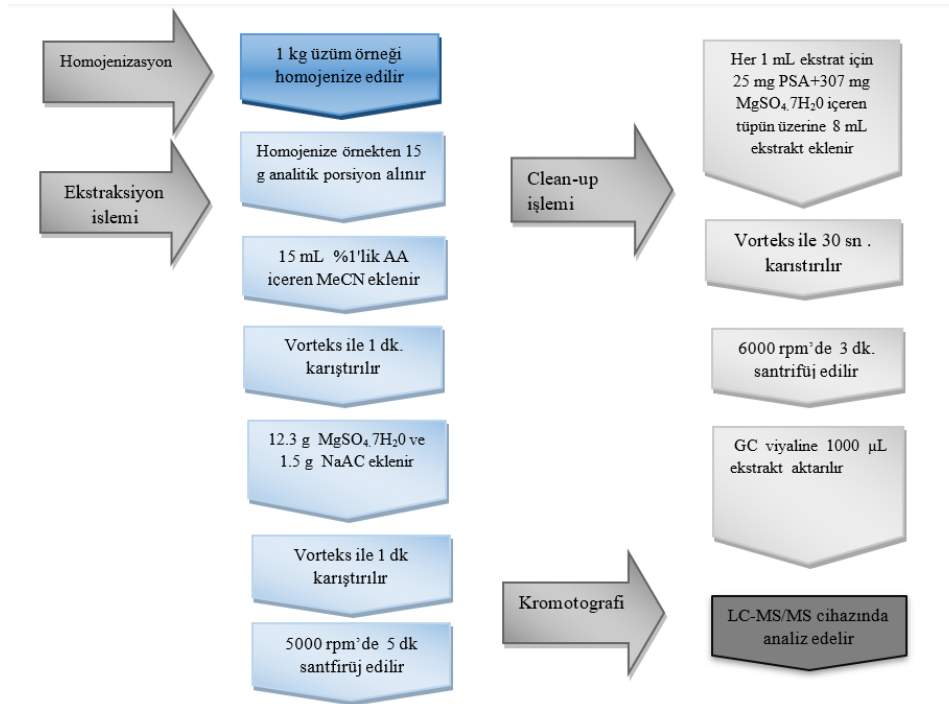 Homojenizasyon
1 kg üzüm örneği
homojenize edilir
Ekstraksiyon
islemi
Homojenize örnekten 15
g analitik porsiyon alınır
15 mL %1'lik AA
içeren MeCN eklenir
Vorteks ile 1 dk.
karıştırılır
12.3 g MgSO₄.7H₂0 ve
1.5 g NaAC eklenir
Vorteks ile 1 dk
karıştırılır
5000 rpm’de 5 dk
santfirüj edilir
Clean-up
işlemi
Her 1 mL ekstrat için
25 mg PSA+307 mg
MgSO₄.7H₂0 içeren
tüpün üzerine 8 mL
ekstrakt eklenir
Vorteks ile 30 sn .
karıstırılır
6000 rpm’de 3 dk.
santrifüj edilir
GC viyaline 1000 µL
ekstrakt aktarılır
Kromotografi
LC-MS/MS cihazında
analiz edelir